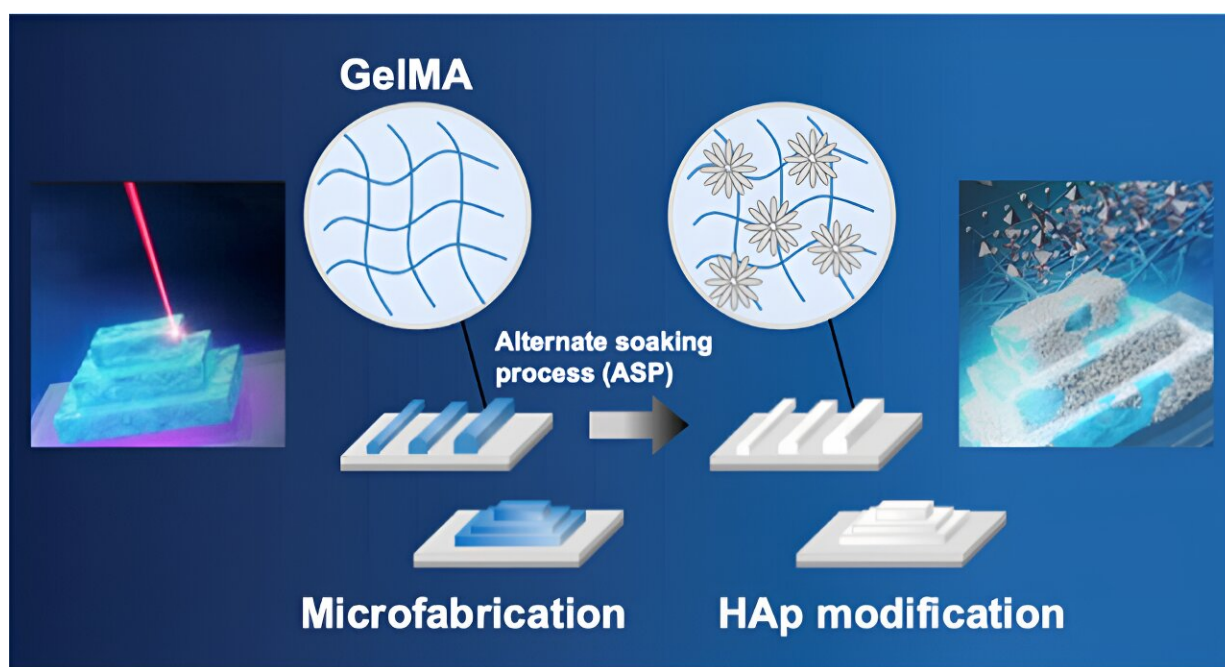 GelMA
Alternate soaking
process (ASP)
Microfabrication
HAp modification